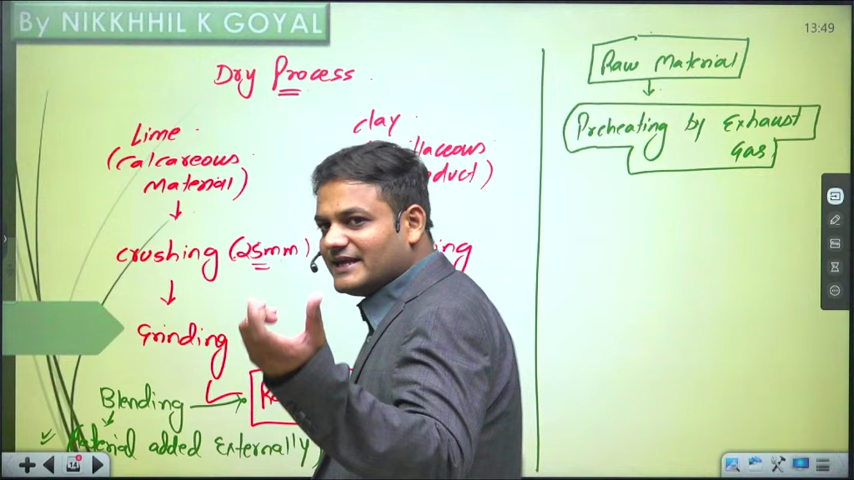 By NIKKHHIL K GOYAL
13:49
Dry Process
Lime
(Calcareous
material)
crushing (25mm)
Grinding
Blending
Material added Externally
clay
Raw Material
Preheating by Exhaust
Gas
14